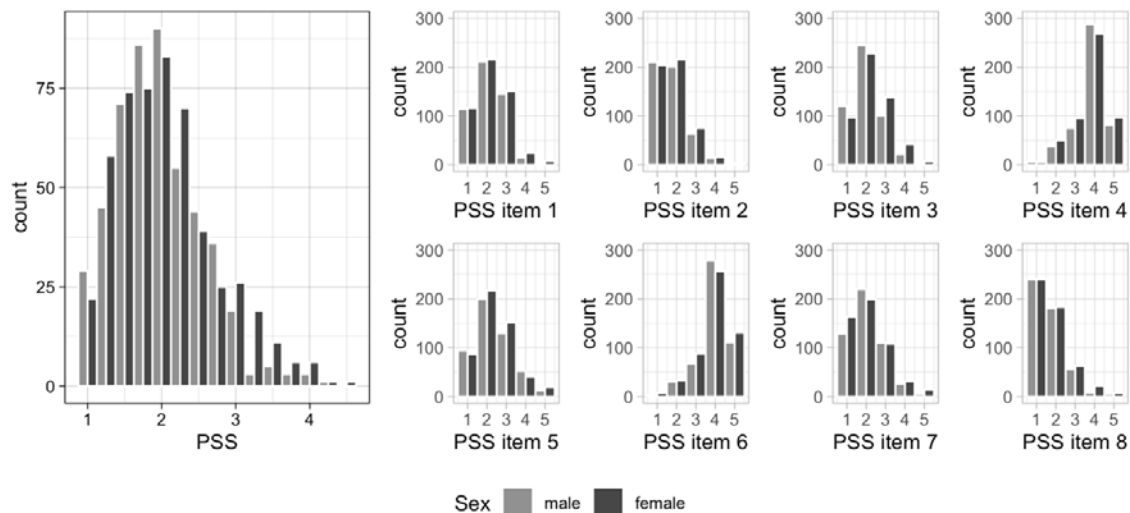 count
75
50
25
0
1 2 3 4
PSS
count
300
200
100
0
1 2 3 4 5
PSS item 1
count
300
200
100
0
1 2 3 4 5
PSS item 2
count
300
200
100
0
1 2 3 4 5
PSS item 3
count
300
200
100
0
1 2 3 4 5
PSS item 4
count
300
200
100
0
1 2 3 4 5
PSS item 5
count
300
200
100
0
1 2 3 4 5
PSS item 6
count
300
200
100
0
1 2 3 4 5
PSS item 7
count
300
200
100
0
1 2 3 4 5
PSS item 8
Sex male female